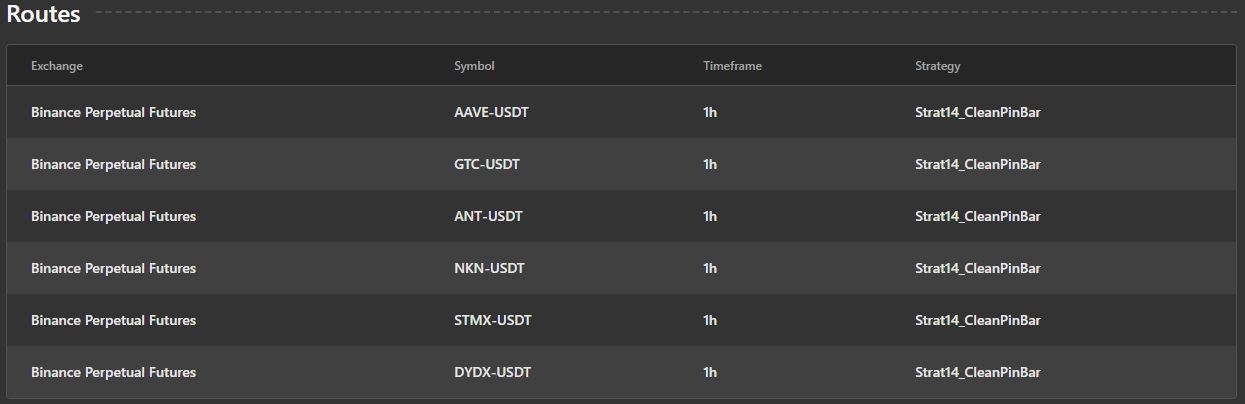 Routes
Exchange Symbol Timeframe Strategy
Binance Perpetual Futures AAVE-USDT 1h Strat14_CleanPinBar
Binance Perpetual Futures GTC-USDT 1h Strat14_CleanPinBar
Binance Perpetual Futures ANT-USDT 1h Strat14_CleanPinBar
Binance Perpetual Futures NKN-USDT 1h Strat14_CleanPinBar
Binance Perpetual Futures STMX-USDT 1h Strat14_CleanPinBar
Binance Perpetual Futures DYDX-USDT 1h Strat14_CleanPinBar